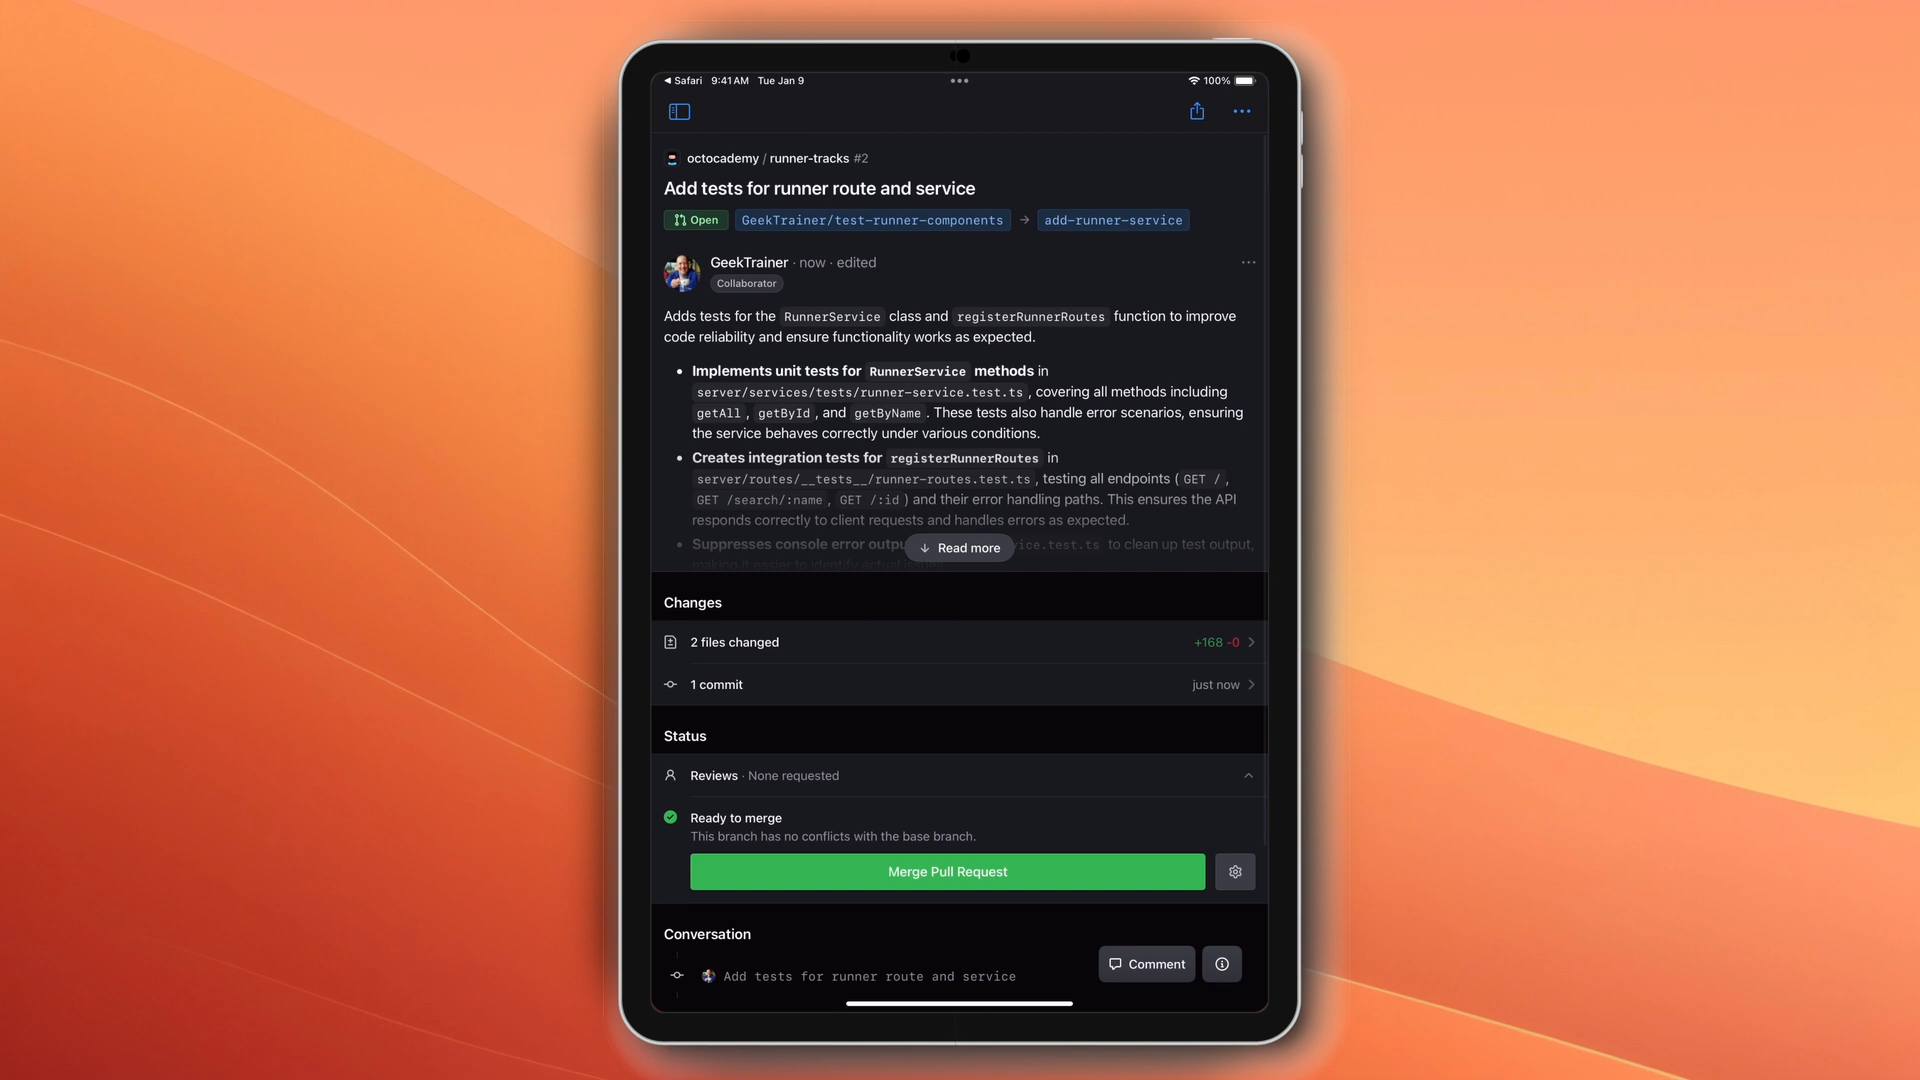 Safari 9:41 AM Tue Jan 9
100%
octocademy / runner-tracks #2
Add tests for runner route and service
Open GeekTrainer/test-runner-components → add-runner-service
GeekTrainer · now · edited
Collaborator
Adds tests for the RunnerService class and registerRunnerRoutes function to improve
code reliability and ensure functionality works as expected.
• Implements unit tests for RunnerService methods in
server/services/tests/runner-service.test.ts, covering all methods including
getAll, getById, and getByName. These tests also handle error scenarios, ensuring
the service behaves correctly under various conditions.
• Creates integration tests for registerRunnerRoutes in
server/routes/__tests__/runner-routes.test.ts, testing all endpoints ( GET /,
GET /search/:name, GET /:id ) and their error handling paths. This ensures the API
responds correctly to client requests and handles errors as expected.
• Suppresses console error outpu
Read more
vice.test.ts to clean up test output,
making it easier to identify actual issues.
Changes
2 files changed +168 -0
1 commit just now
Status
Reviews · None requested
Ready to merge
This branch has no conflicts with the base branch.
Merge Pull Request
Conversation
Add tests for runner route and service
Comment